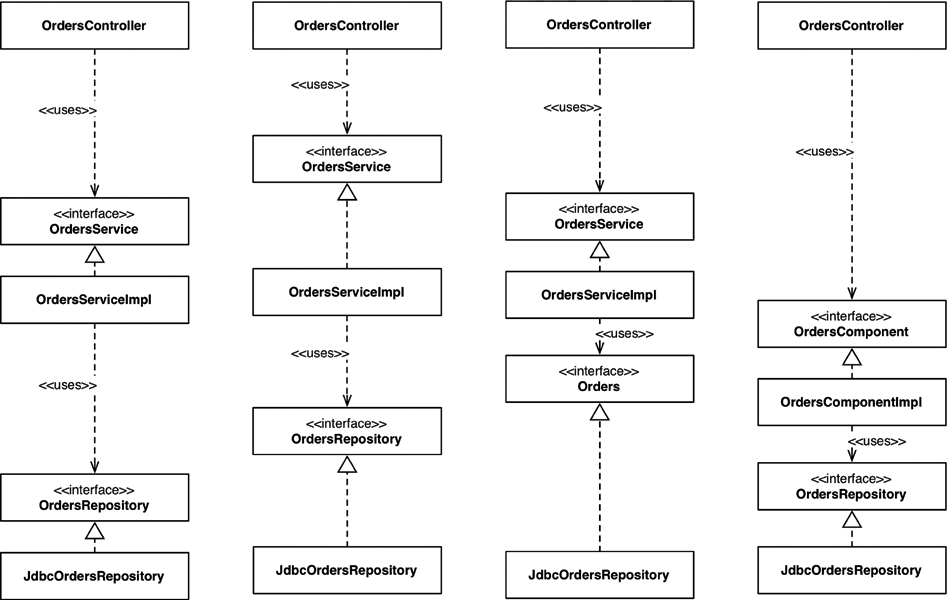 OrdersController
<<uses>>
<<interface>>
OrdersService
OrdersServiceImpl
<<uses>>
<<interface>>
OrdersRepository
JdbcOrdersRepository
OrdersController
<<uses>>
<<interface>>
OrdersService
OrdersServiceImpl
<<uses>>
<<interface>>
OrdersRepository
JdbcOrdersRepository
OrdersController
<<uses>>
<<interface>>
OrdersService
OrdersServiceImpl
<<uses>>
<<interface>>
Orders
JdbcOrdersRepository
OrdersController
<<uses>>
<<interface>>
OrdersComponent
OrdersComponentImpl
<<uses>>
<<interface>>
OrdersRepository
JdbcOrdersRepository